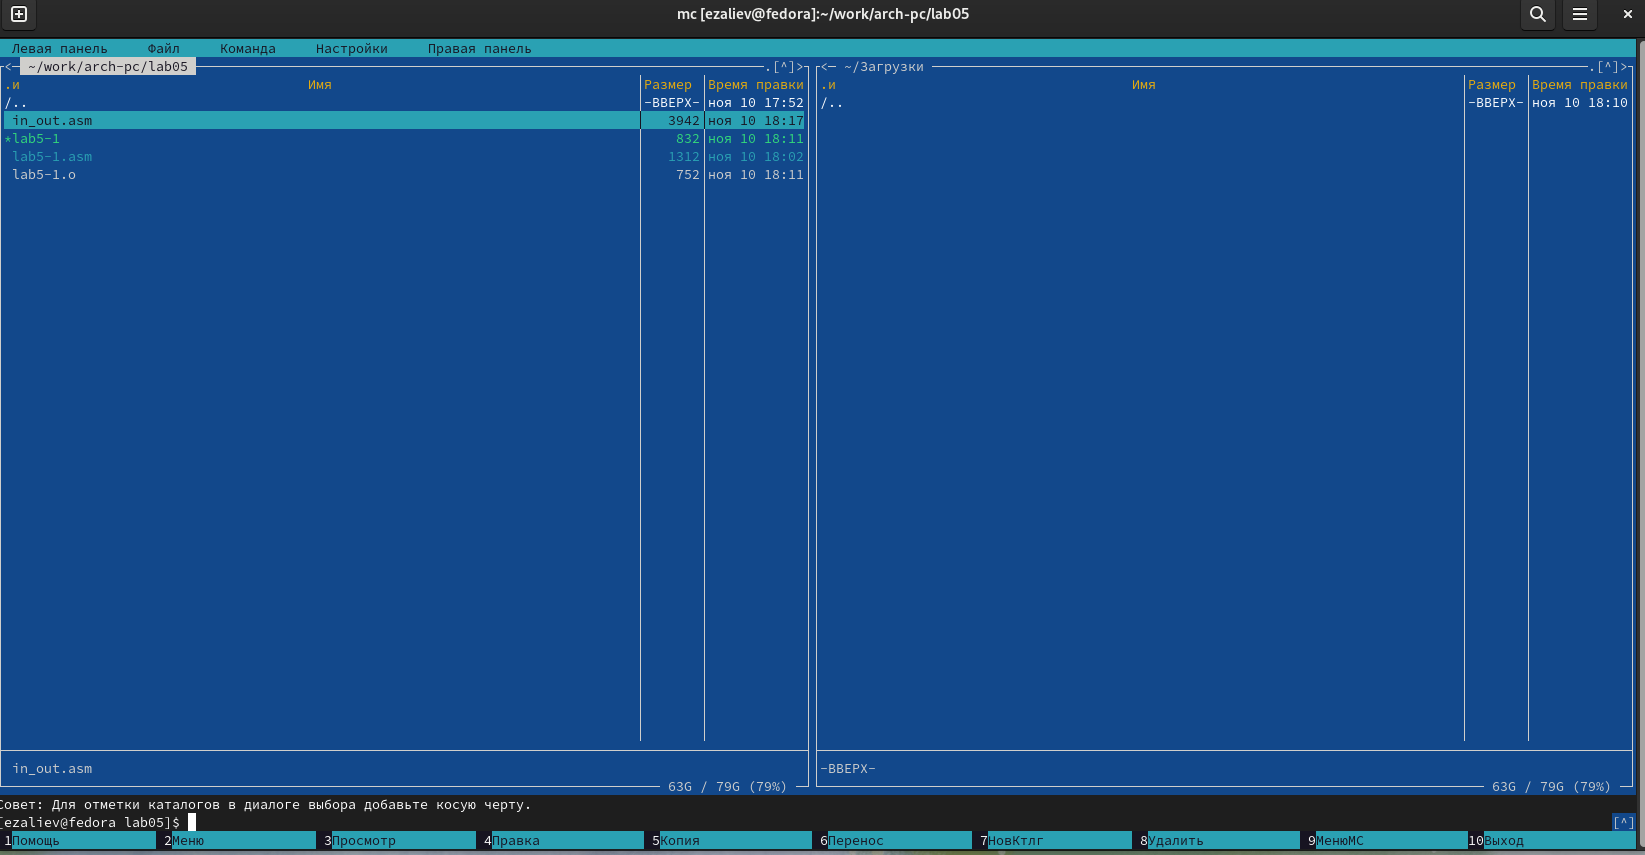 mc [ezaliev@fedora]:~/work/arch-pc/lab05
Левая панель Файл Команда Настройки Правая панель
<─ ~/work/arch-pc/lab05 .[^]> <─ ~/Загрузки .[^]>
.и Имя Размер Время правки .и Имя Размер Время правки
/.. -ВВЕРХ- ноя 10 17:52 /.. -ВВЕРХ- ноя 10 18:10
in_out.asm 3942 ноя 10 18:17
*lab5-1 832 ноя 10 18:11
lab5-1.asm 1312 ноя 10 18:02
lab5-1.o 752 ноя 10 18:11
in_out.asm -ВВЕРХ-
63G / 79G (79%) 63G / 79G (79%)
Совет: Для отметки каталогов в диалоге выбора добавьте косую черту.
[ezaliev@fedora lab05]$ [^]
1Помощь 2Меню 3Просмотр 4Правка 5Копия 6Перенос 7НовКтлг 8Удалить 9МенюМС 10Выход